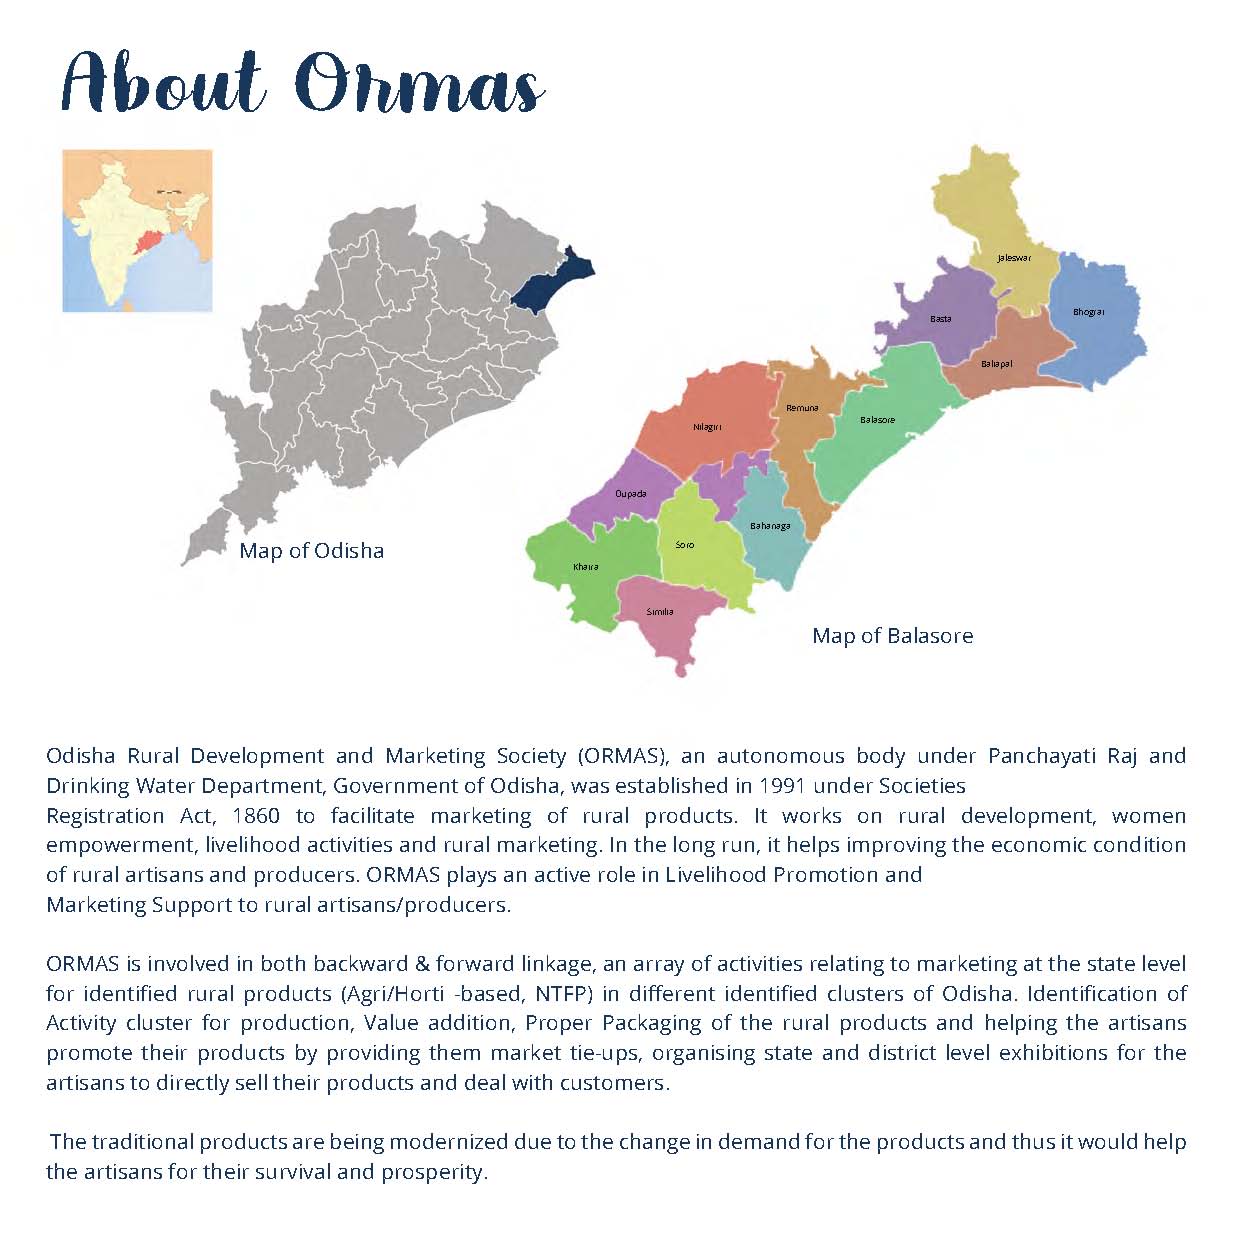 About Ormas
Jaleswar
Bhograi
Basta
Baliapal
Remuna
Balasore
Nilagiri
Oupada
Bahanaga
Soro
Khaira
Similia
Map of Odisha
Map of Balasore
Odisha Rural Development and Marketing Society (ORMAS), an autonomous body under Panchayati Raj and
Drinking Water Department, Government of Odisha, was established in 1991 under Societies
Registration Act, 1860 to facilitate marketing of rural products. It works on rural development, women
empowerment, livelihood activities and rural marketing. In the long run, it helps improving the economic condition
of rural artisans and producers. ORMAS plays an active role in Livelihood Promotion and
Marketing Support to rural artisans/producers.
ORMAS is involved in both backward & forward linkage, an array of activities relating to marketing at the state level
for identified rural products (Agri/Horti -based, NTFP) in different identified clusters of Odisha. Identification of
Activity cluster for production, Value addition, Proper Packaging of the rural products and helping the artisans
promote their products by providing them market tie-ups, organising state and district level exhibitions for the
artisans to directly sell their products and deal with customers.
The traditional products are being modernized due to the change in demand for the products and thus it would help
the artisans for their survival and prosperity.